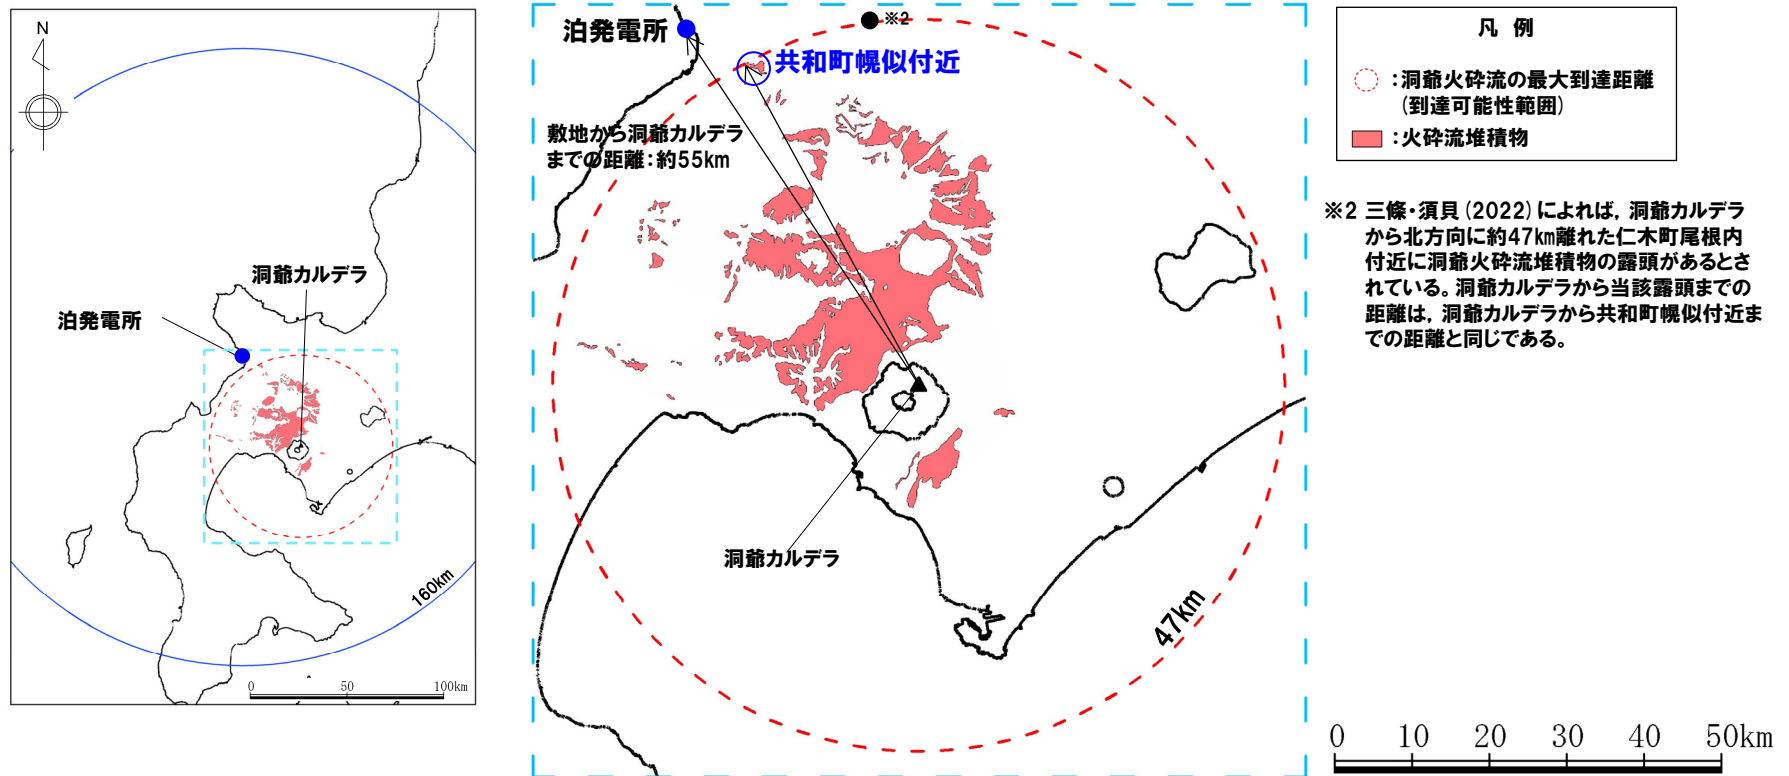 N
洞爺カルデラ
泊発電所
160km
0 50 100km
泊発電所
※2
共和町幌似付近
敷地から洞爺カルデラ
までの距離：約55km
洞爺カルデラ
47km
凡 例
：洞爺火砕流の最大到達距離
(到達可能性範囲)
：火砕流堆積物
※2 三條・須貝(2022)によれば，洞爺カルデラ
から北方向に約47km離れた仁木町尾根内
付近に洞爺火砕流堆積物の露頭があるとさ
れている。洞爺カルデラから当該露頭までの
距離は，洞爺カルデラから共和町幌似付近ま
での距離と同じである。
0 10 20 30 40 50km